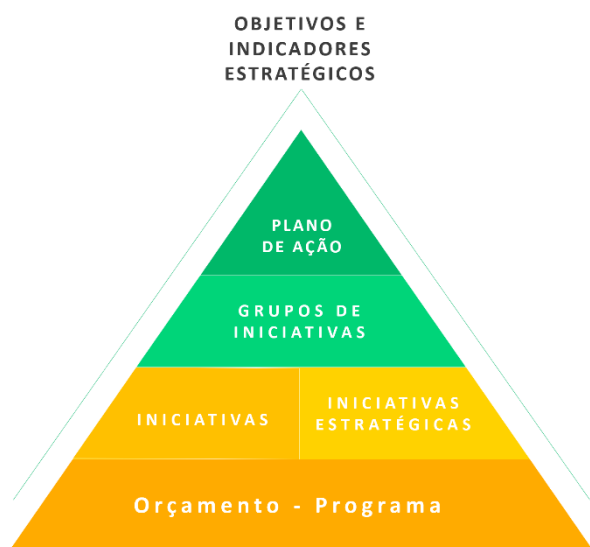 OBJETIVOS E
INDICADORES
ESTRATÉGICOS
PLANO
DE AÇÃO
GRUPOS DE
INICIATIVAS
INICIATIVAS
INICIATIVAS
ESTRATÉGICAS
Orçamento - Programa